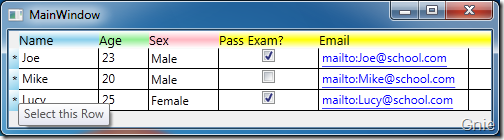 MainWindow
Name Age Sex Pass Exam? Email
* Joe 23 Male mailto:Joe@school.com
* Mike 20 Male mailto:Mike@school.com
* Lucy 25 Female mailto:Lucy@school.com
Select this Row